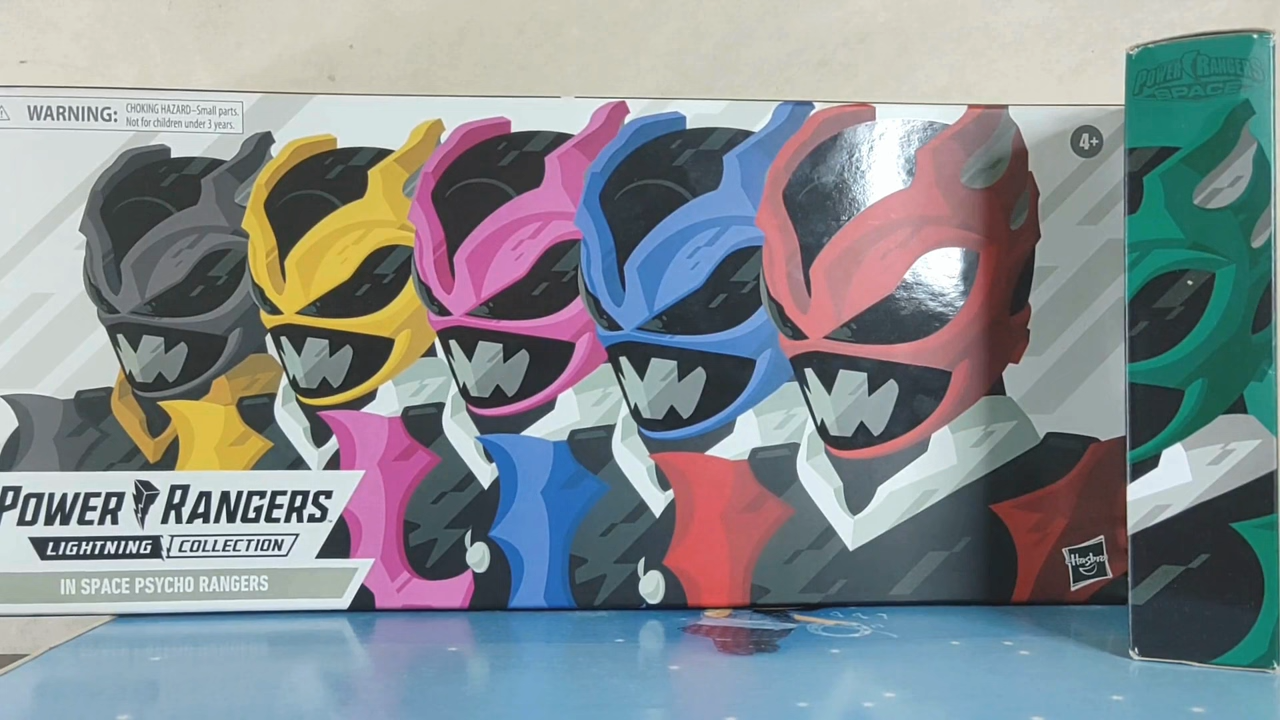 WARNING:
CHOKING HAZARD–Small parts.
Not for children under 3 years.
4+
POWER RANGERS
SPACE
POWER RANGERS
LIGHTNING COLLECTION
IN SPACE PSYCHO RANGERS
Hasbro